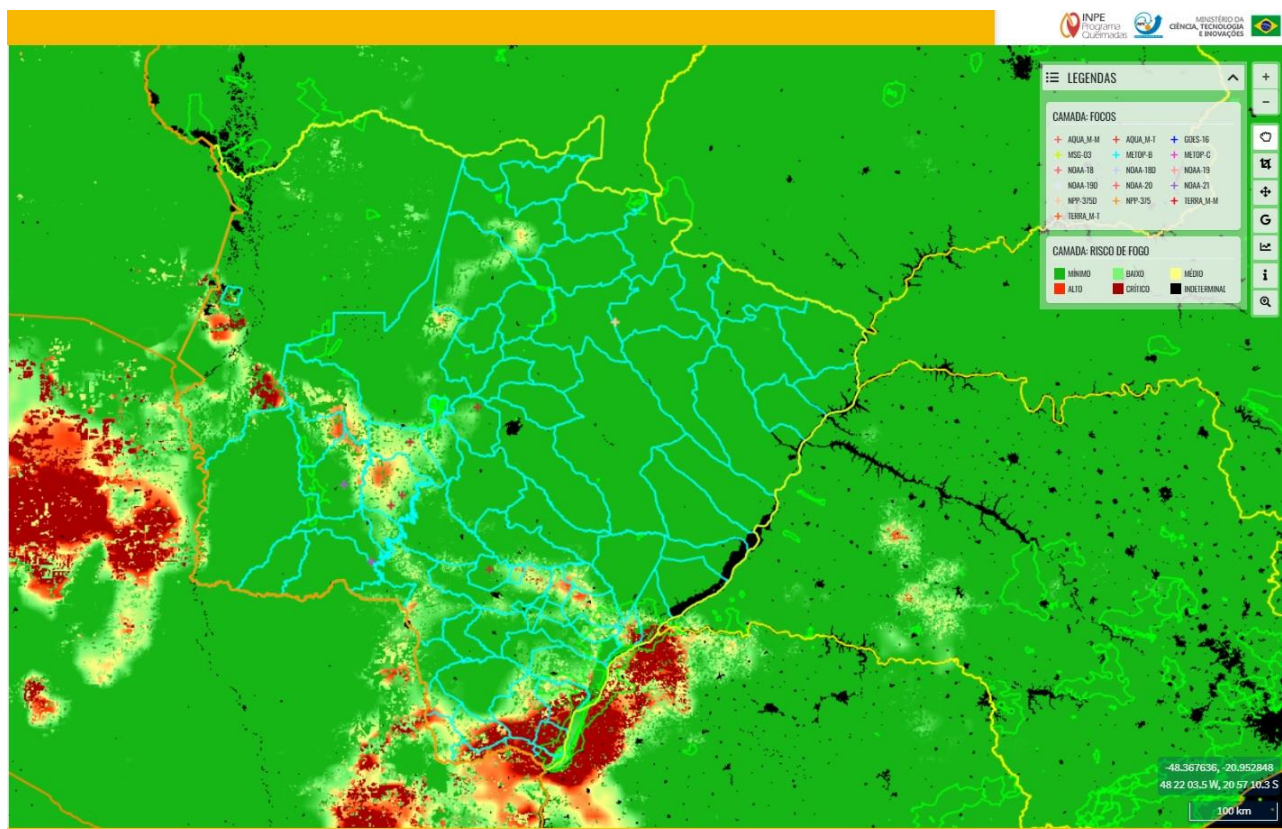 INPE
Programa
Queimadas
MINISTÉRIO DA
CIÊNCIA, TECNOLOGIA
E INOVAÇÕES
LEGENDAS
CAMADA: FOCOS
+ AQUA_M-M + AQUA_M-T + GOES-16
+ MSG-03 + METOP-B + METOP-C
+ NOAA-18 + NOAA-18D + NOAA-19
+ NOAA-19D + NOAA-20 + NOAA-21
+ NPP-375D + NPP-375 + TERRA_M-M
+ TERRA_M-T
CAMADA: RISCO DE FOGO
MÍNIMO BAIXO MÉDIO
ALTO CRÍTICO INDETERMINAL
+
−
G
i
-48.367636, -20.952848
48 22 03.5 W, 20 57 10.3 S
100 km